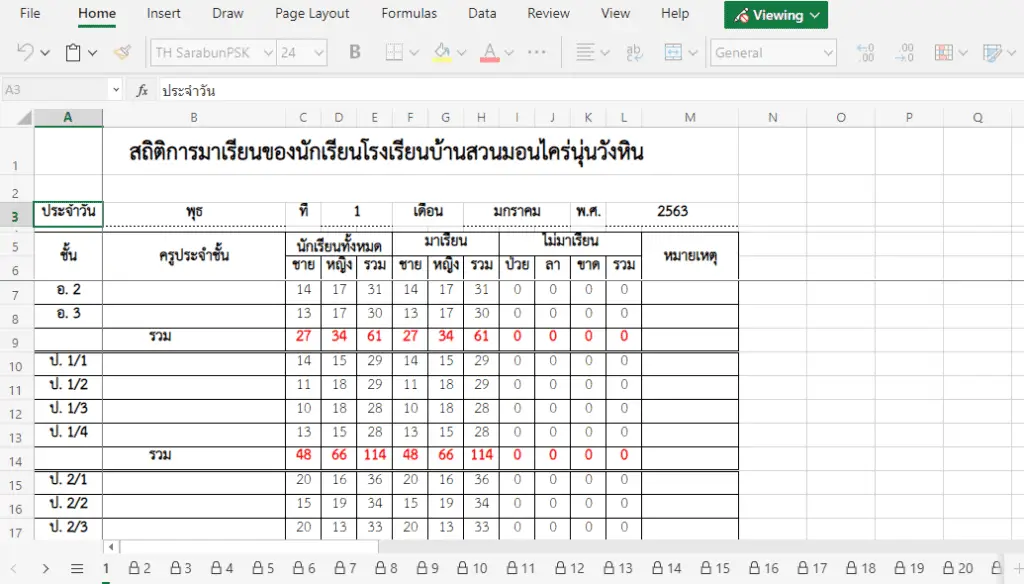 File Home Insert Draw Page Layout Formulas Data Review View Help Viewing
TH SarabunPSK 24 B A ab General
A3 fx ประจำวัน
A B C D E F G H I J K L M N O P Q
1 สถิติการมาเรียนของนักเรียนโรงเรียนบ้านสวนมอนไคร่นุ่นวังหิน
2
3 ประจำวัน พุธ ที่ 1 เดือน มกราคม พ.ศ. 2563
5 ชั้น ครูประจำชั้น นักเรียนทั้งหมด มาเรียน ไม่มาเรียน หมายเหตุ
6 ชาย หญิง รวม ชาย หญิง รวม ป่วย ลา ขาด รวม
7 อ. 2 14 17 31 14 17 31 0 0 0 0
8 อ. 3 13 17 30 13 17 30 0 0 0 0
9 รวม 27 34 61 27 34 61 0 0 0 0
10 ป. 1/1 14 15 29 14 15 29 0 0 0 0
11 ป. 1/2 11 18 29 11 18 29 0 0 0 0
12 ป. 1/3 10 18 28 10 18 28 0 0 0 0
13 ป. 1/4 13 15 28 13 15 28 0 0 0 0
14 รวม 48 66 114 48 66 114 0 0 0 0
15 ป. 2/1 20 16 36 20 16 36 0 0 0 0
16 ป. 2/2 15 19 34 15 19 34 0 0 0 0
17 ป. 2/3 20 13 33 20 13 33 0 0 0 0
1 2 3 4 5 6 7 8 9 10 11 12 13 14 15 16 17 18 19 20